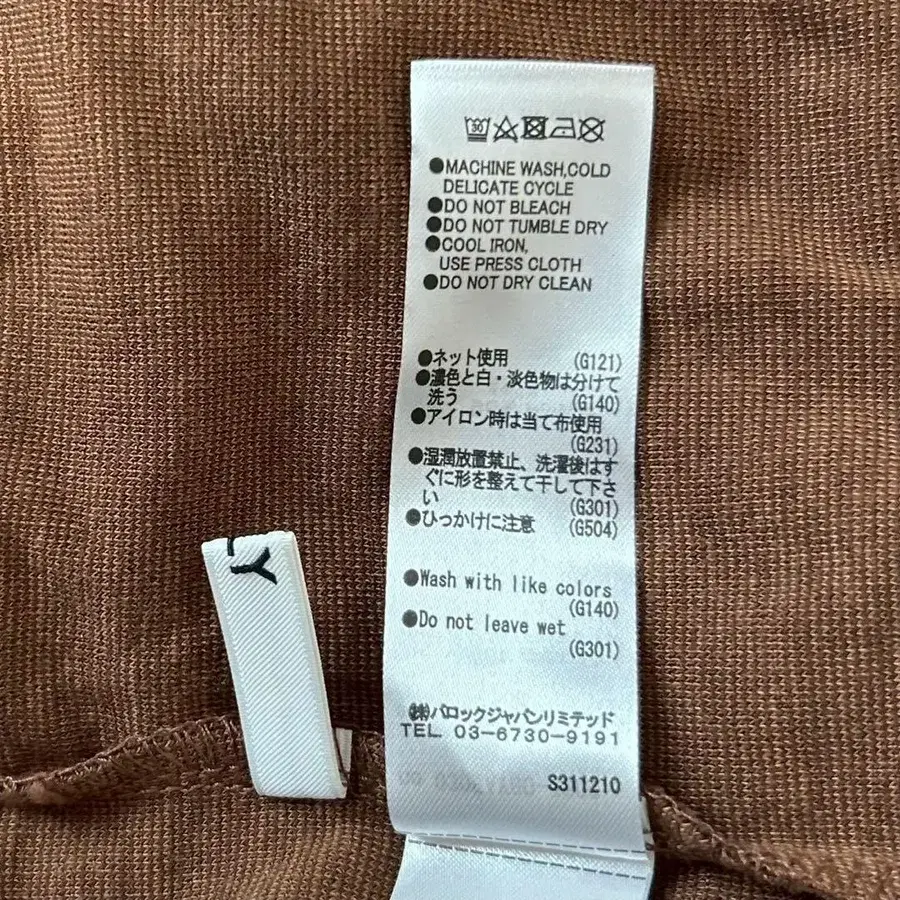 30
●MACHINE WASH,COLD
DELICATE CYCLE
●DO NOT BLEACH
●DO NOT TUMBLE DRY
●COOL IRON,
USE PRESS CLOTH
●DO NOT DRY CLEAN
●ネット使用 (G121)
●濃色と白・淡色物は分けて
洗う (G140)
●アイロン時は当て布使用
(G231)
●湿潤放置禁止、洗濯後はす
ぐに形を整えて干して下さ
い (G301)
●ひっかけに注意 (G504)
●Wash with like colors
(G140)
●Do not leave wet
(G301)
㈱バロックジャパンリミテッド
TEL. 03-6730-9191
S311210
LY